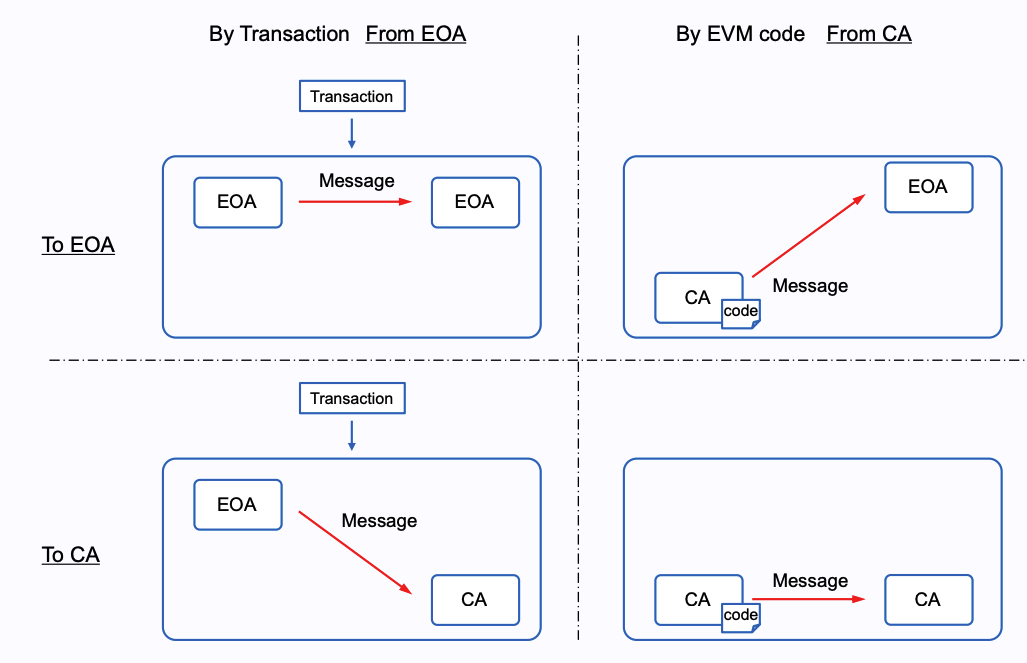 By Transaction From EOA
By EVM code From CA
Transaction
EOA
Message
EOA
EOA
To EOA
Message
CA
code
Transaction
EOA
Message
To CA
CA
Message
CA
code
CA